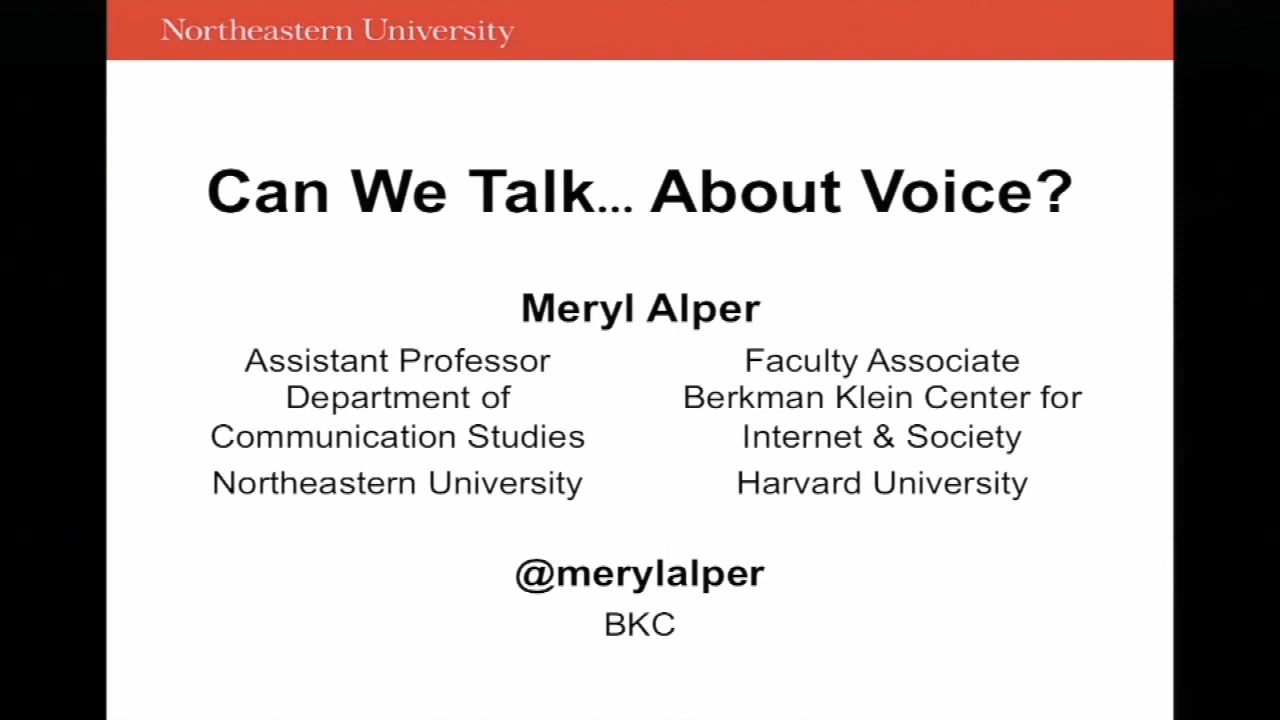 Northeastern University
Can We Talk... About Voice?
Meryl Alper
Assistant Professor
Department of
Communication Studies
Northeastern University
Faculty Associate
Berkman Klein Center for
Internet & Society
Harvard University
@merylalper
BKC